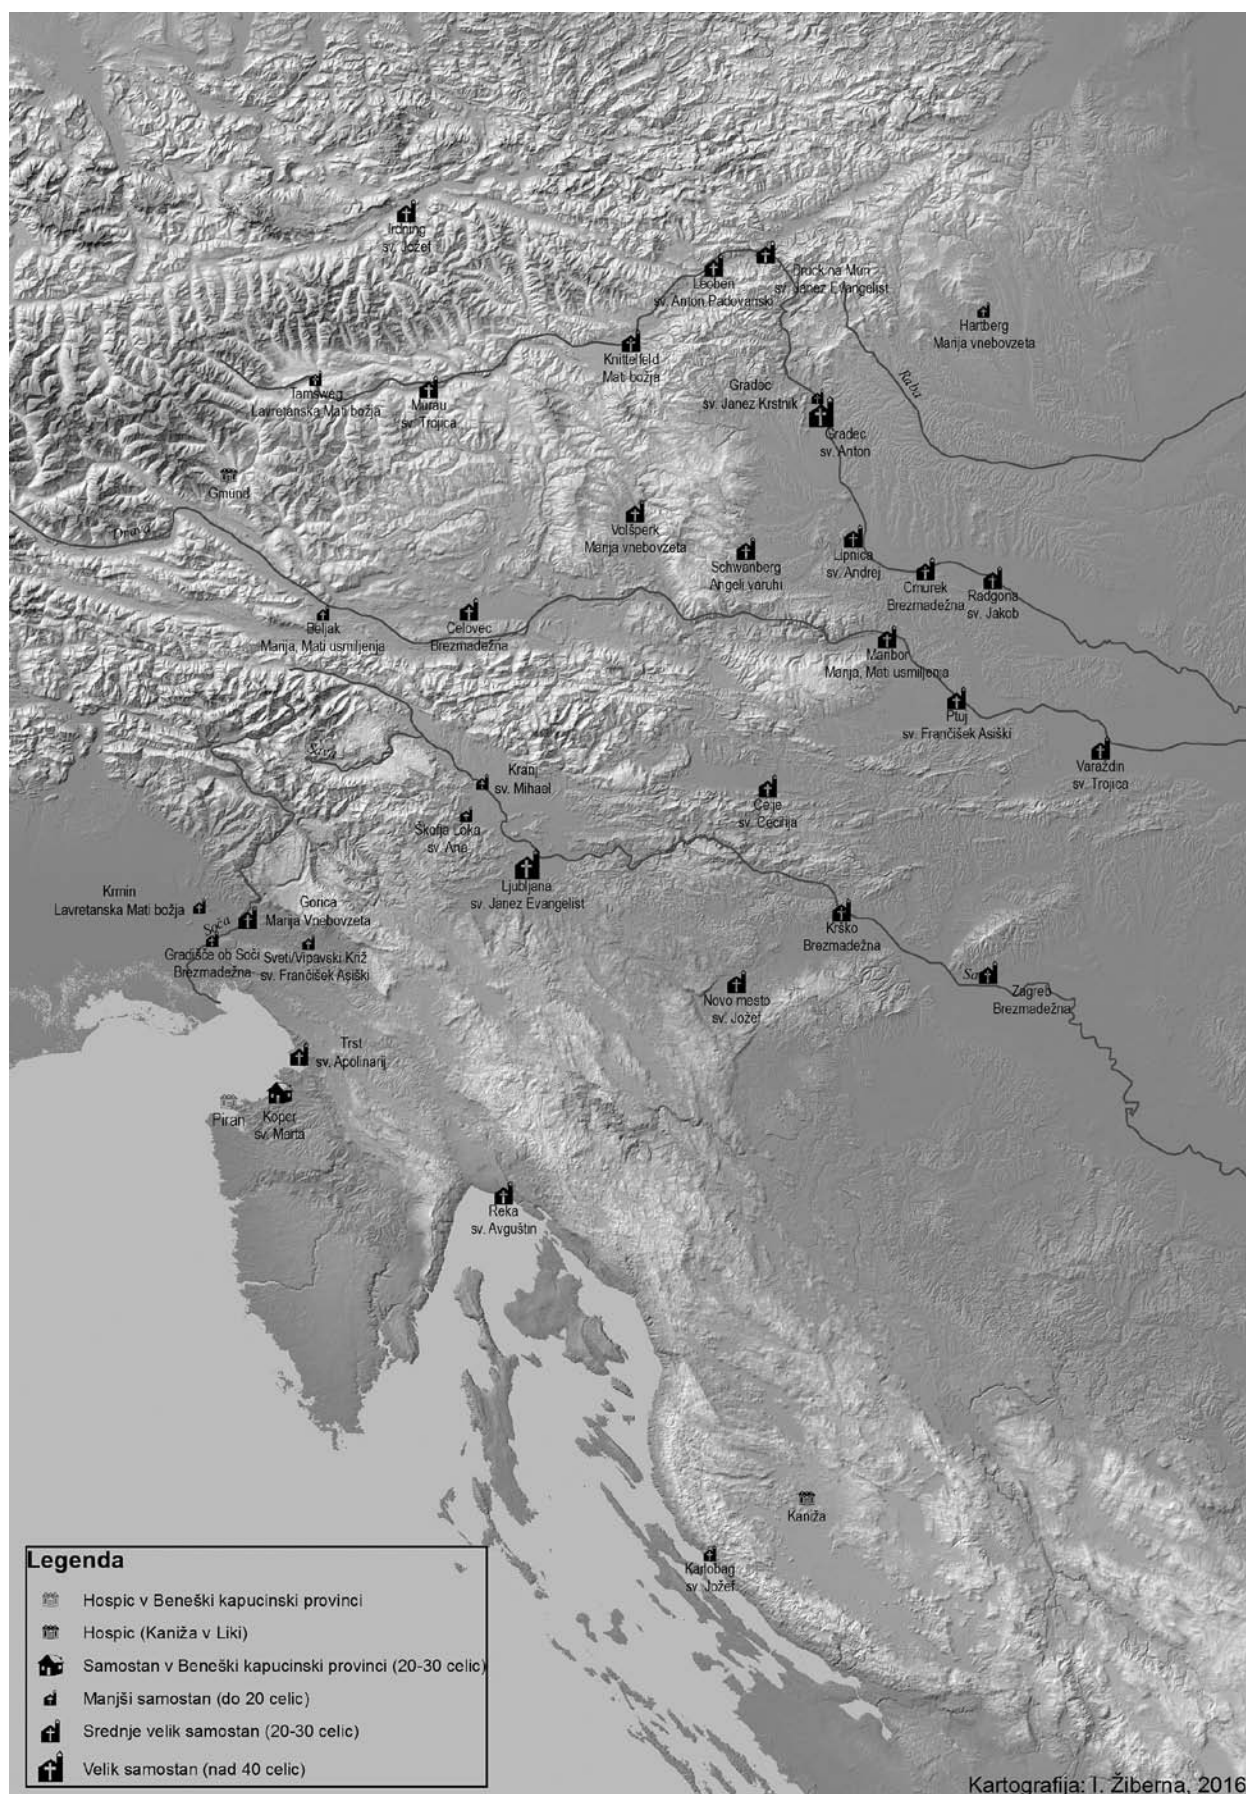 Irdning
sv. Jožef
Leoben
sv. Anton Padovanski
Bruck na Muri
sv. Janez Evangelist
Hartberg
Marija vnebovzeta
Knittelfeld
Mati božja
Tamsweg
Lavretanska Mati božja
Murau
sv. Trojica
Gradec
sv. Janez Krstnik
Gradec
sv. Anton
Raba
Gmünd
Drava
Volšperk
Marija vnebovzeta
Schwanberg
Angeli varuhi
Lipnica
sv. Andrej
Cmurek
Brezmadežna
Radgona
sv. Jakob
Beljak
Marija, Mati usmiljenja
Celovec
Brezmadežna
Maribor
Marija, Mati usmiljenja
Ptuj
sv. Frančišek Asiški
Varaždin
sv. Trojica
Sava
Kranj
sv. Mihael
Škofja Loka
sv. Ana
Celje
sv. Cecilija
Ljubljana
sv. Janez Evangelist
Krmin
Lavretanska Mati božja
Soča
Gorica
Marija Vnebovzeta
Gradišče ob Soči
Brezmadežna
Sveti/Vipavski Križ
sv. Frančišek Asiški
Krško
Brezmadežna
Novo mesto
sv. Jožef
Sa
Zagreb
Brezmadežna
Trst
sv. Apolinarij
Piran
Koper
sv. Marta
Reka
sv. Avguštin
Kaniža
Karlobag
sv. Jožef
Legenda
Hospic v Beneški kapucinski provinci
Hospic (Kaniža v Liki)
Samostan v Beneški kapucinski provinci (20-30 celic)
Manjši samostan (do 20 celic)
Srednje velik samostan (20-30 celic)
Velik samostan (nad 40 celic)
Kartografija: I. Žiberna, 2016